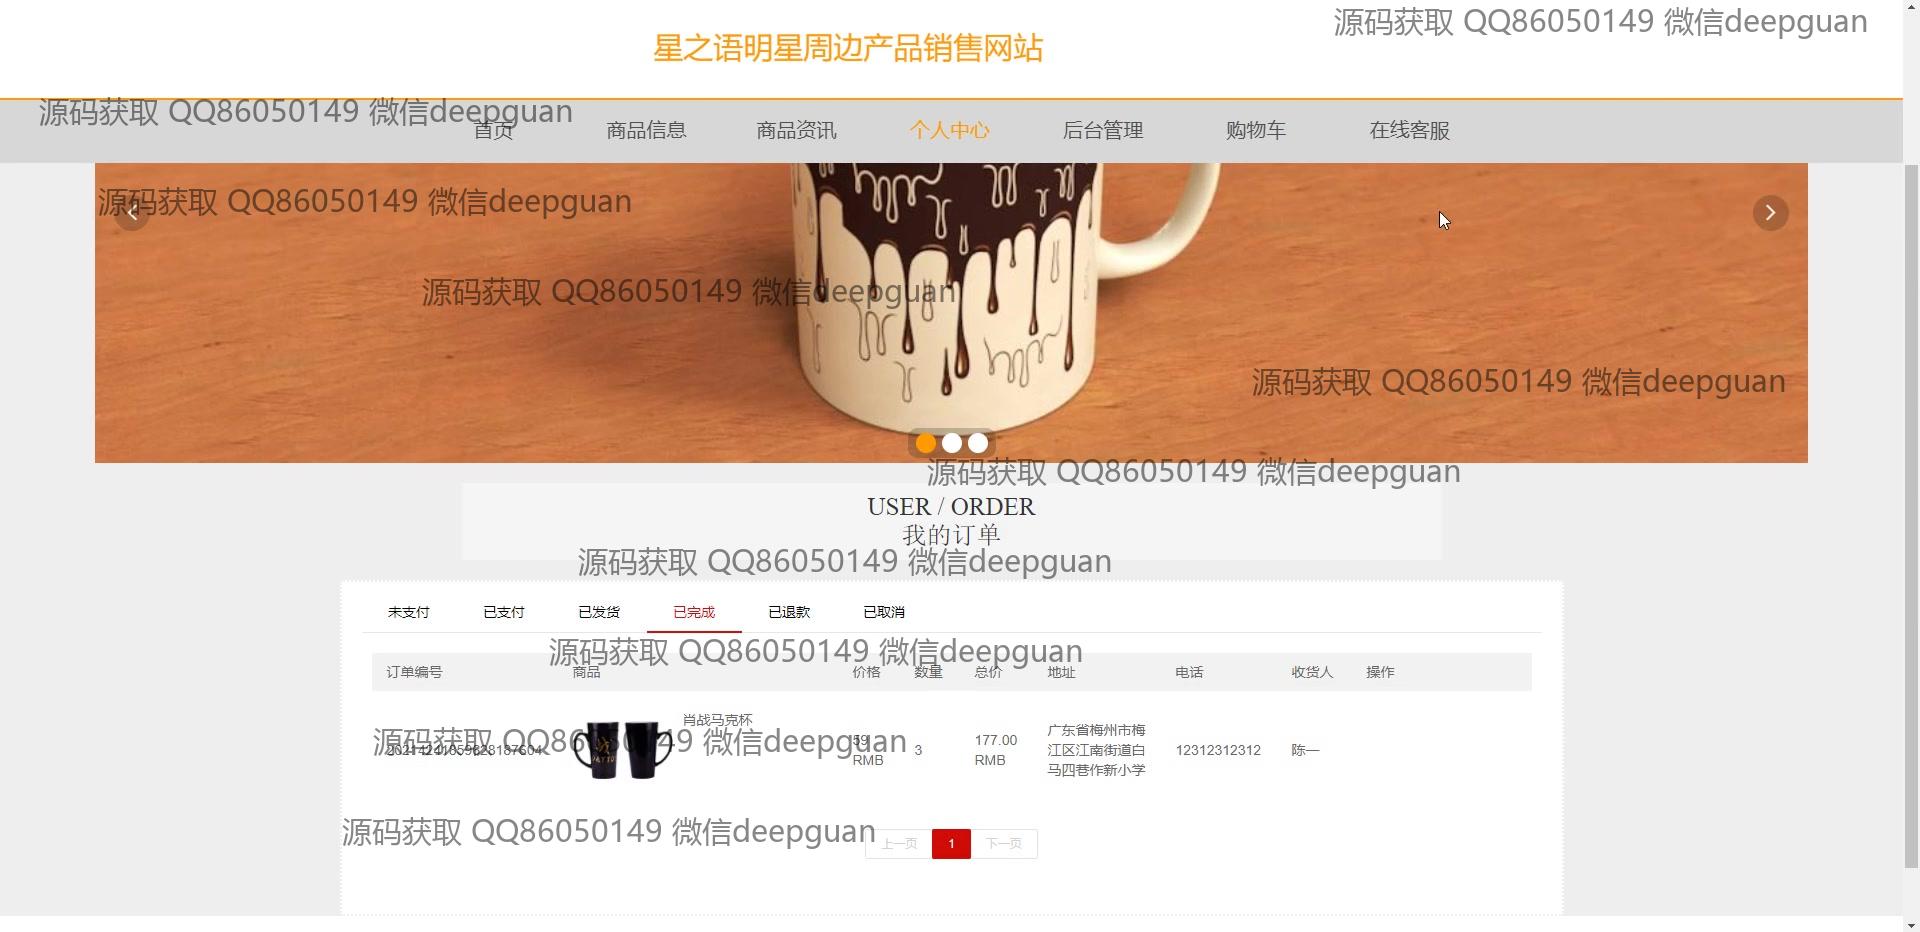 源码获取 QQ86050149 微信deepguan
星之语明星周边产品销售网站
源码获取 QQ86050149 微信deepguan
首页 商品信息 商品资讯 个人中心 后台管理 购物车 在线客服
源码获取 QQ86050149 微信deepguan
源码获取 QQ86050149 微信deepguan
源码获取 QQ86050149 微信deepguan
源码获取 QQ86050149 微信deepguan
USER / ORDER
我的订单
源码获取 QQ86050149 微信deepguan
未支付 已支付 已发货 已完成 已退款 已取消
源码获取 QQ86050149 微信deepguan
订单编号 商品 价格 数量 总价 地址 电话 收货人 操作
肖战马克杯
源码获取 QQ86050149 微信deepguan
59 RMB
3
177.00 RMB
广东省梅州市梅
江区江南街道白
马四巷作新小学
12312312312
陈一
源码获取 QQ86050149 微信deepguan
上一页 1 下一页